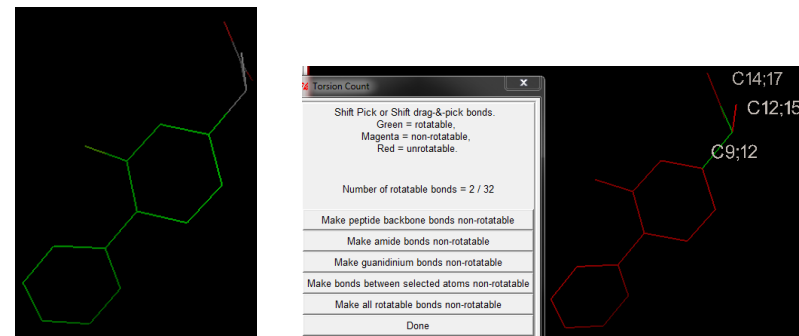 Torsion Count
x
Shift Pick or Shift drag-&-pick bonds.
Green = rotatable,
Magenta = non-rotatable,
Red = unrotatable.
Number of rotatable bonds = 2 / 32
Make peptide backbone bonds non-rotatable
Make amide bonds non-rotatable
Make guanidinium bonds non-rotatable
Make bonds between selected atoms non-rotatable
Make all rotatable bonds non-rotatable
Done
C14;17
C12;15
C9;12